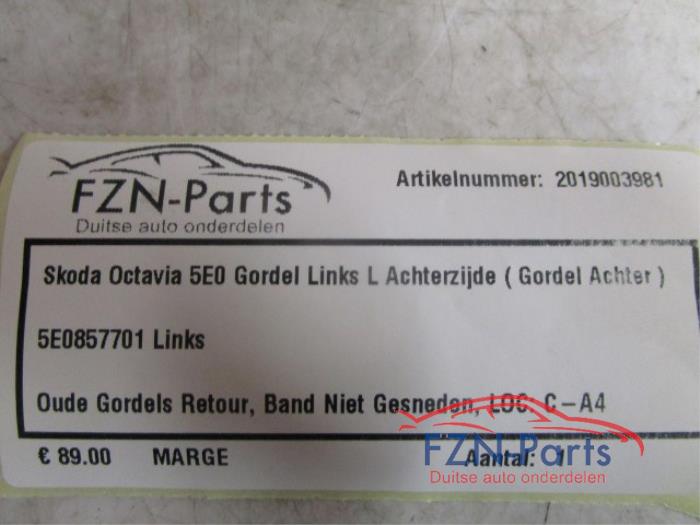 FZN-Parts
Duitse auto onderdelen
Artikelnummer: 2019003981
Skoda Octavia 5E0 Gordel Links L Achterzijde ( Gordel Achter )
5E0857701 Links
Oude Gordels Retour, Band Niet Gesneden, LOC: C-A4
€ 89.00 MARGE Aantal: 1
FZN-Parts
Duitse auto onderdelen